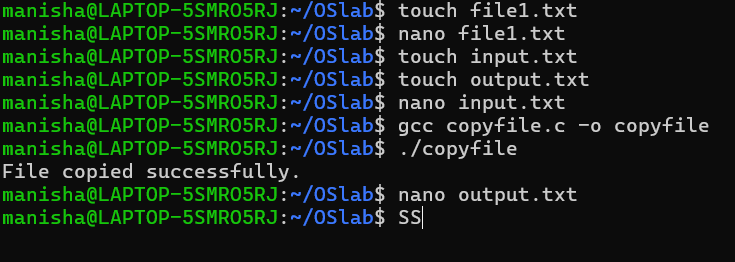 manisha@LAPTOP-5SMRO5RJ:~/OSlab$ touch file1.txt
manisha@LAPTOP-5SMRO5RJ:~/OSlab$ nano file1.txt
manisha@LAPTOP-5SMRO5RJ:~/OSlab$ touch input.txt
manisha@LAPTOP-5SMRO5RJ:~/OSlab$ touch output.txt
manisha@LAPTOP-5SMRO5RJ:~/OSlab$ nano input.txt
manisha@LAPTOP-5SMRO5RJ:~/OSlab$ gcc copyfile.c -o copyfile
manisha@LAPTOP-5SMRO5RJ:~/OSlab$ ./copyfile
File copied successfully.
manisha@LAPTOP-5SMRO5RJ:~/OSlab$ nano output.txt
manisha@LAPTOP-5SMRO5RJ:~/OSlab$ SS